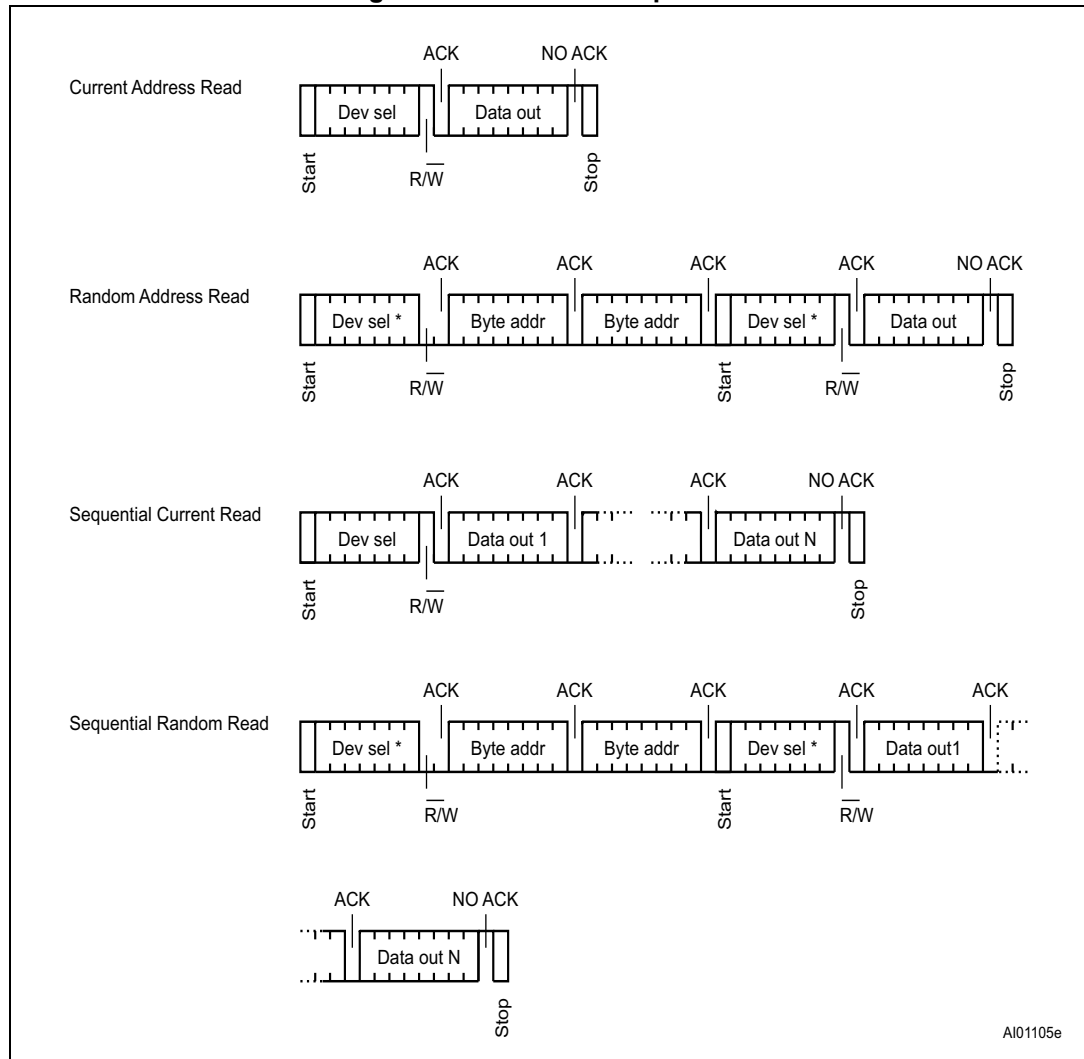 ACK NO ACK
Current Address Read
Dev sel Data out
Start R/W Stop
ACK ACK ACK ACK NO ACK
Random Address Read
Dev sel * Byte addr Byte addr Dev sel * Data out
Start R/W Start R/W Stop
ACK ACK ACK NO ACK
Sequential Current Read
Dev sel Data out 1 Data out N
Start R/W Stop
ACK ACK ACK ACK ACK
Sequential Random Read
Dev sel * Byte addr Byte addr Dev sel * Data out1
Start R/W Start R/W
ACK NO ACK
Data out N
Stop
AI01105e